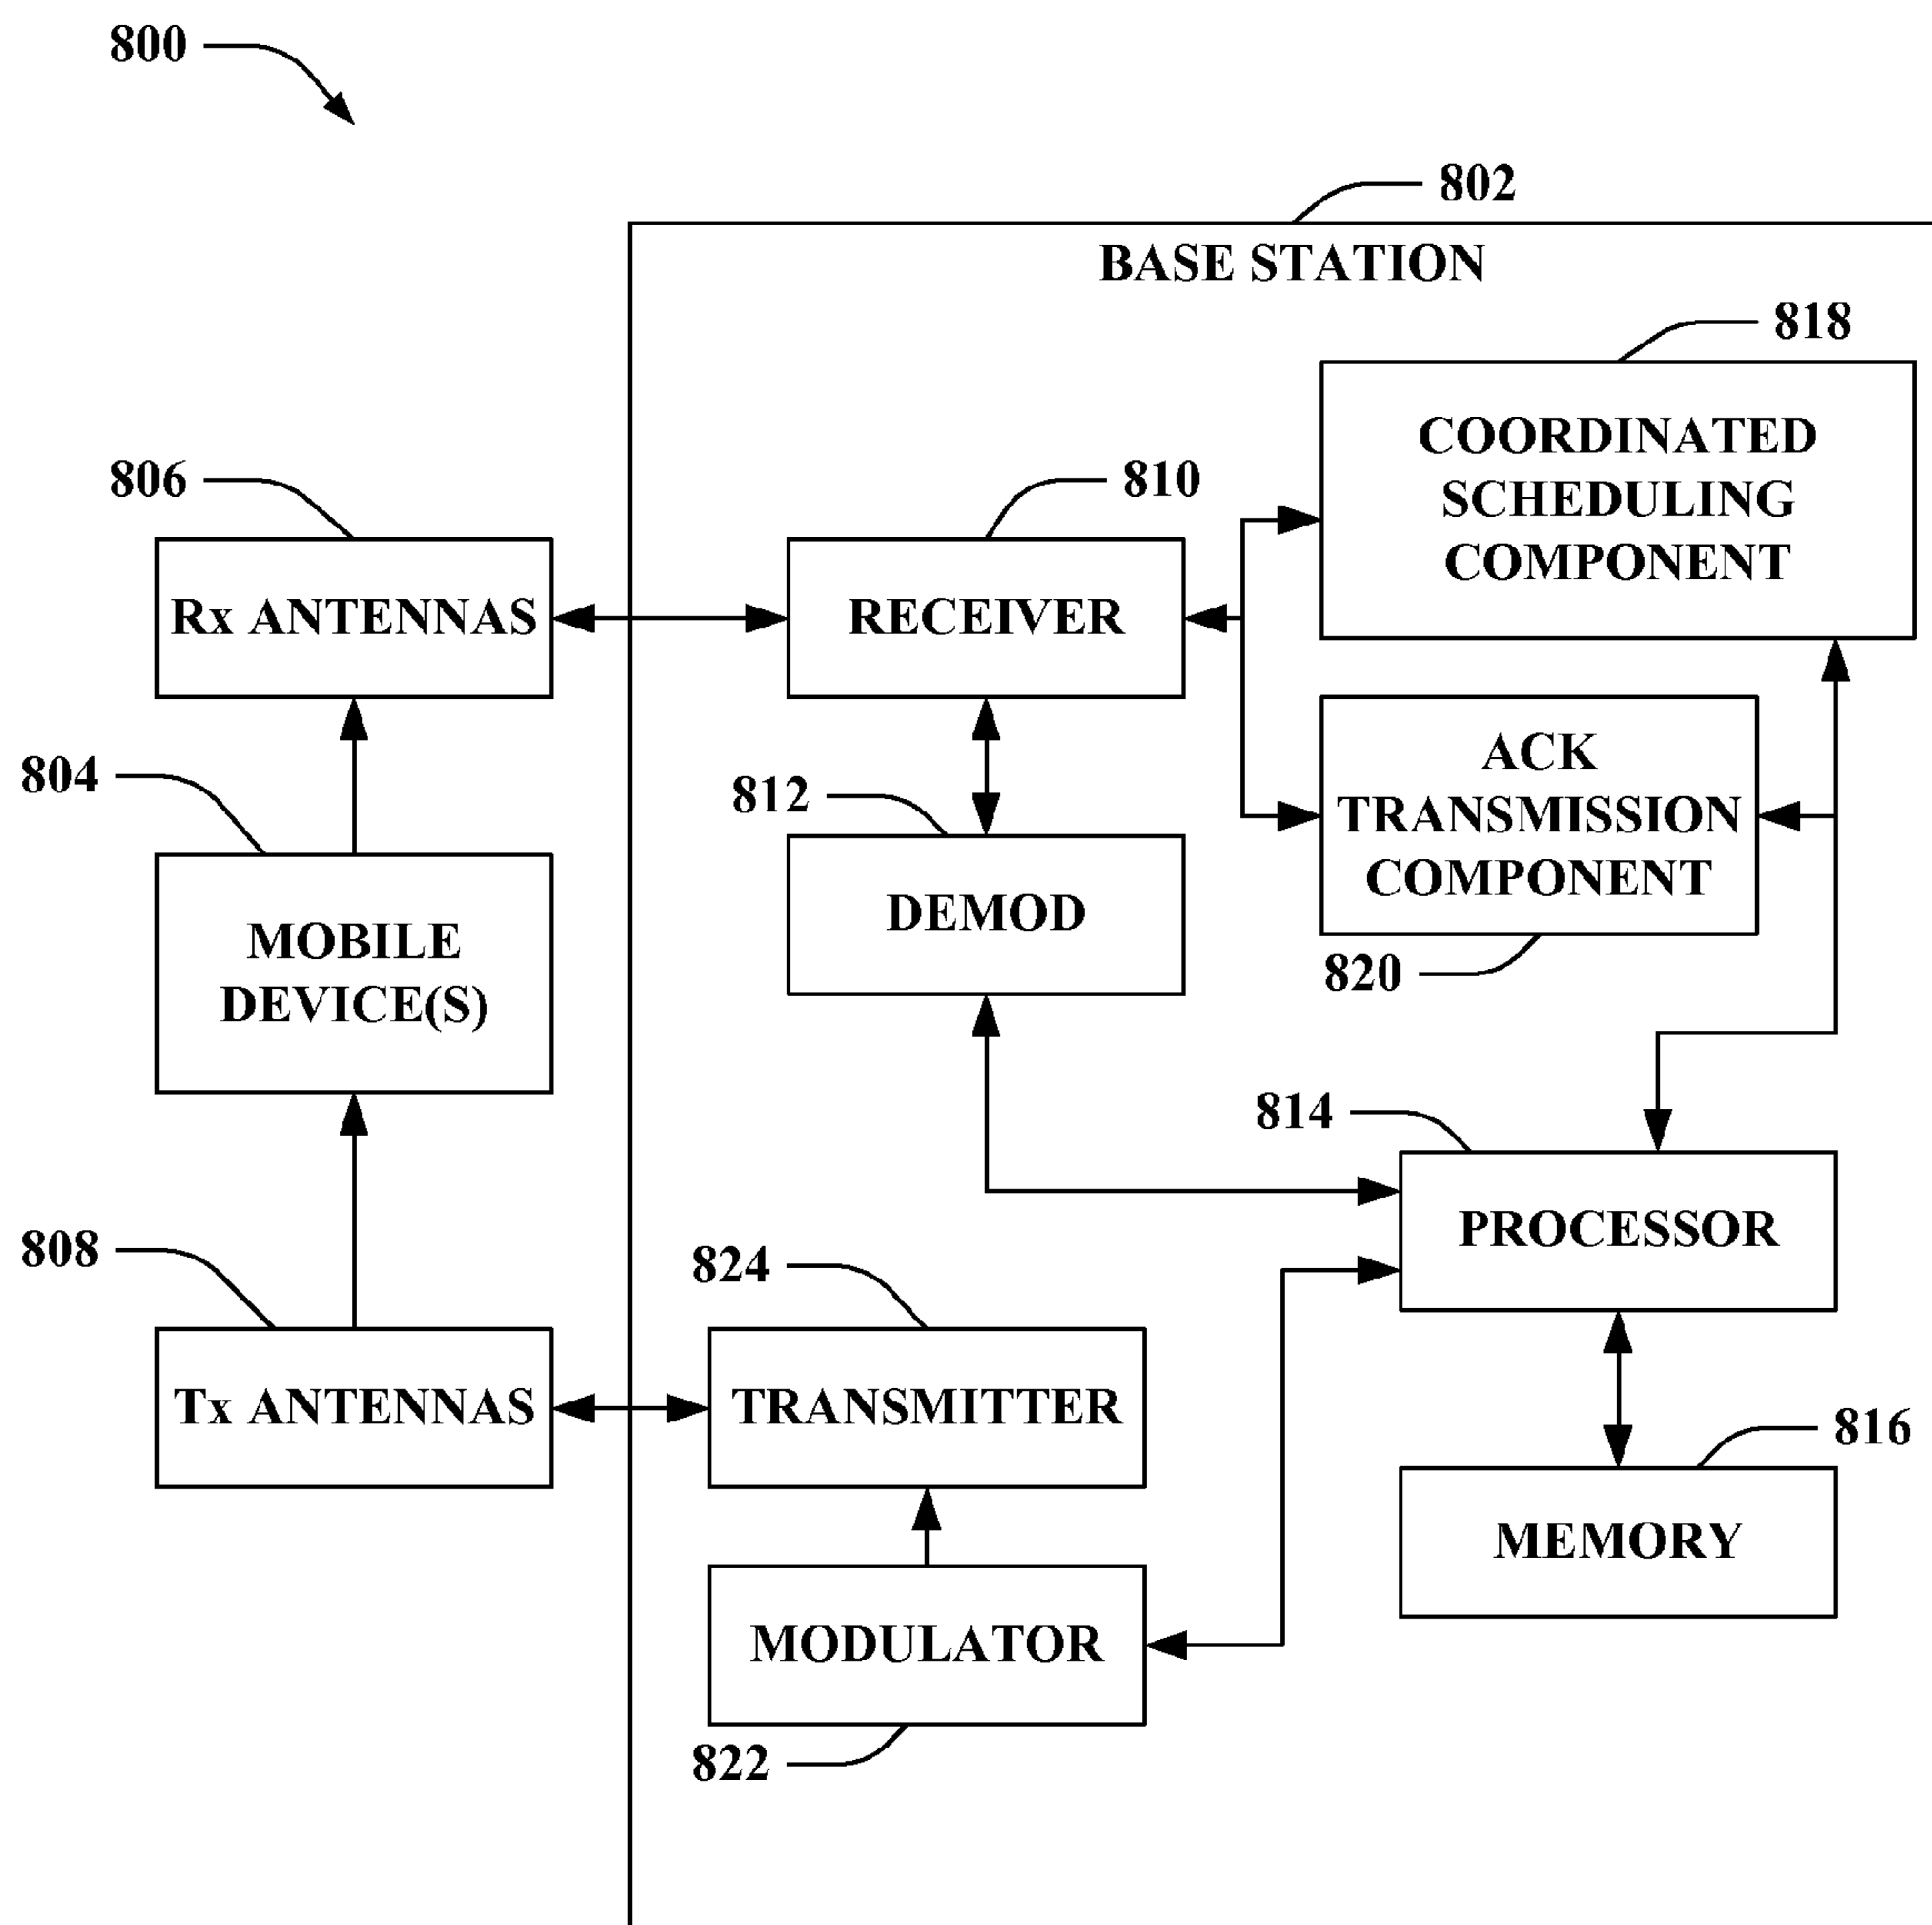 800
802
BASE STATION
818
COORDINATED
SCHEDULING
COMPONENT
806
810
Rx ANTENNAS
RECEIVER
804
812
ACK
TRANSMISSION
COMPONENT
820
DEMOD
MOBILE
DEVICE(S)
814
PROCESSOR
808
824
Tx ANTENNAS
TRANSMITTER
816
MEMORY
MODULATOR
822